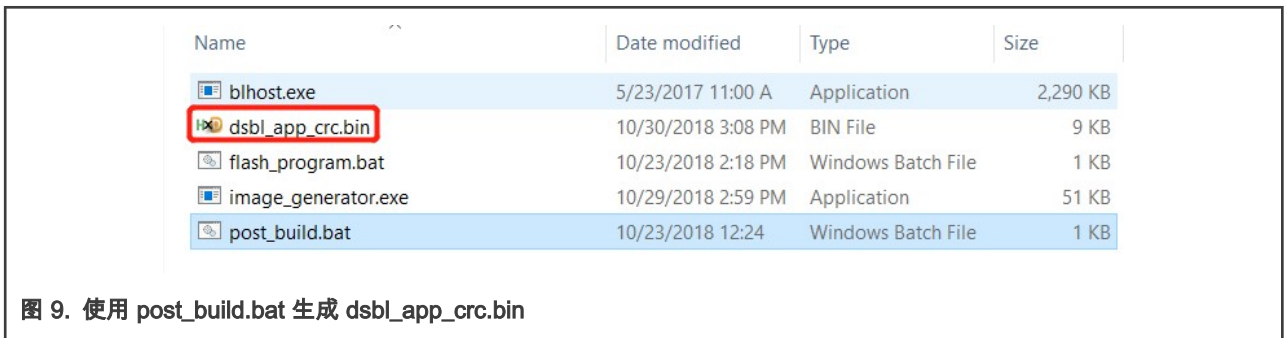 Name Date modified Type Size
blhost.exe 5/23/2017 11:00 A Application 2,290 KB
dsbl_app_crc.bin 10/30/2018 3:08 PM BIN File 9 KB
flash_program.bat 10/23/2018 2:18 PM Windows Batch File 1 KB
image_generator.exe 10/29/2018 2:59 PM Application 51 KB
post_build.bat 10/23/2018 12:24 Windows Batch File 1 KB
图 9. 使用 post_build.bat 生成 dsbl_app_crc.bin